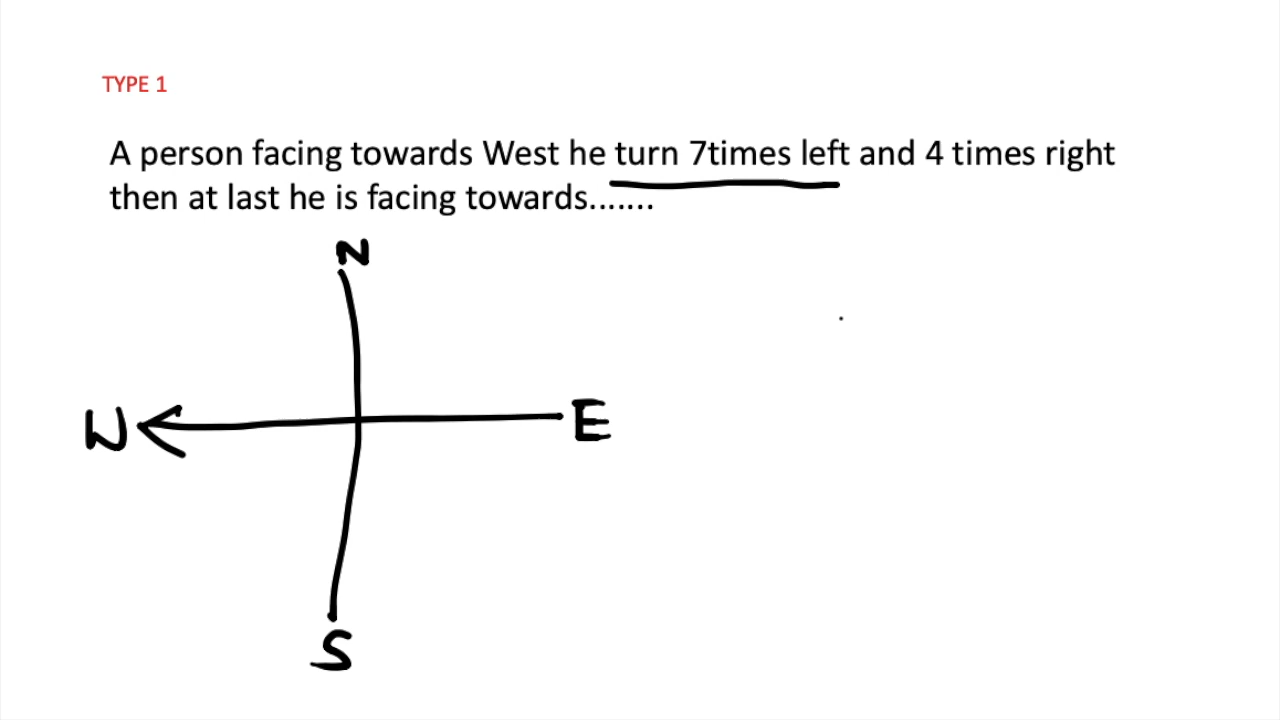 TYPE 1
A person facing towards West he turn 7times left and 4 times right
then at last he is facing towards.......
N
W E
S